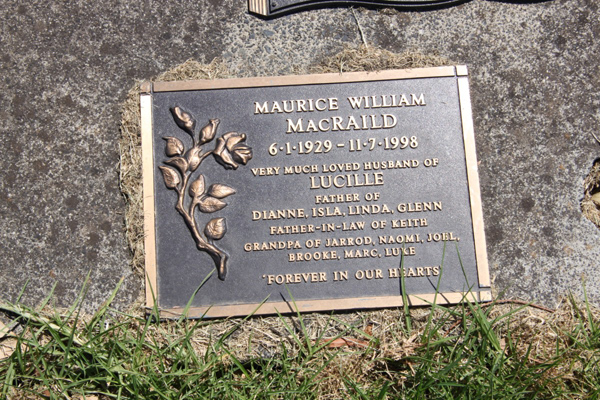 MAURICE WILLIAM
MACRAILD
6·1·1929 - 11·7·1998
VERY MUCH LOVED HUSBAND OF
LUCILLE
FATHER OF
DIANNE, ISLA, LINDA, GLENN
FATHER-IN-LAW OF KEITH
GRANDPA OF JARROD, NAOMI, JOEL,
BROOKE, MARC, LUKE
"FOREVER IN OUR HEARTS"